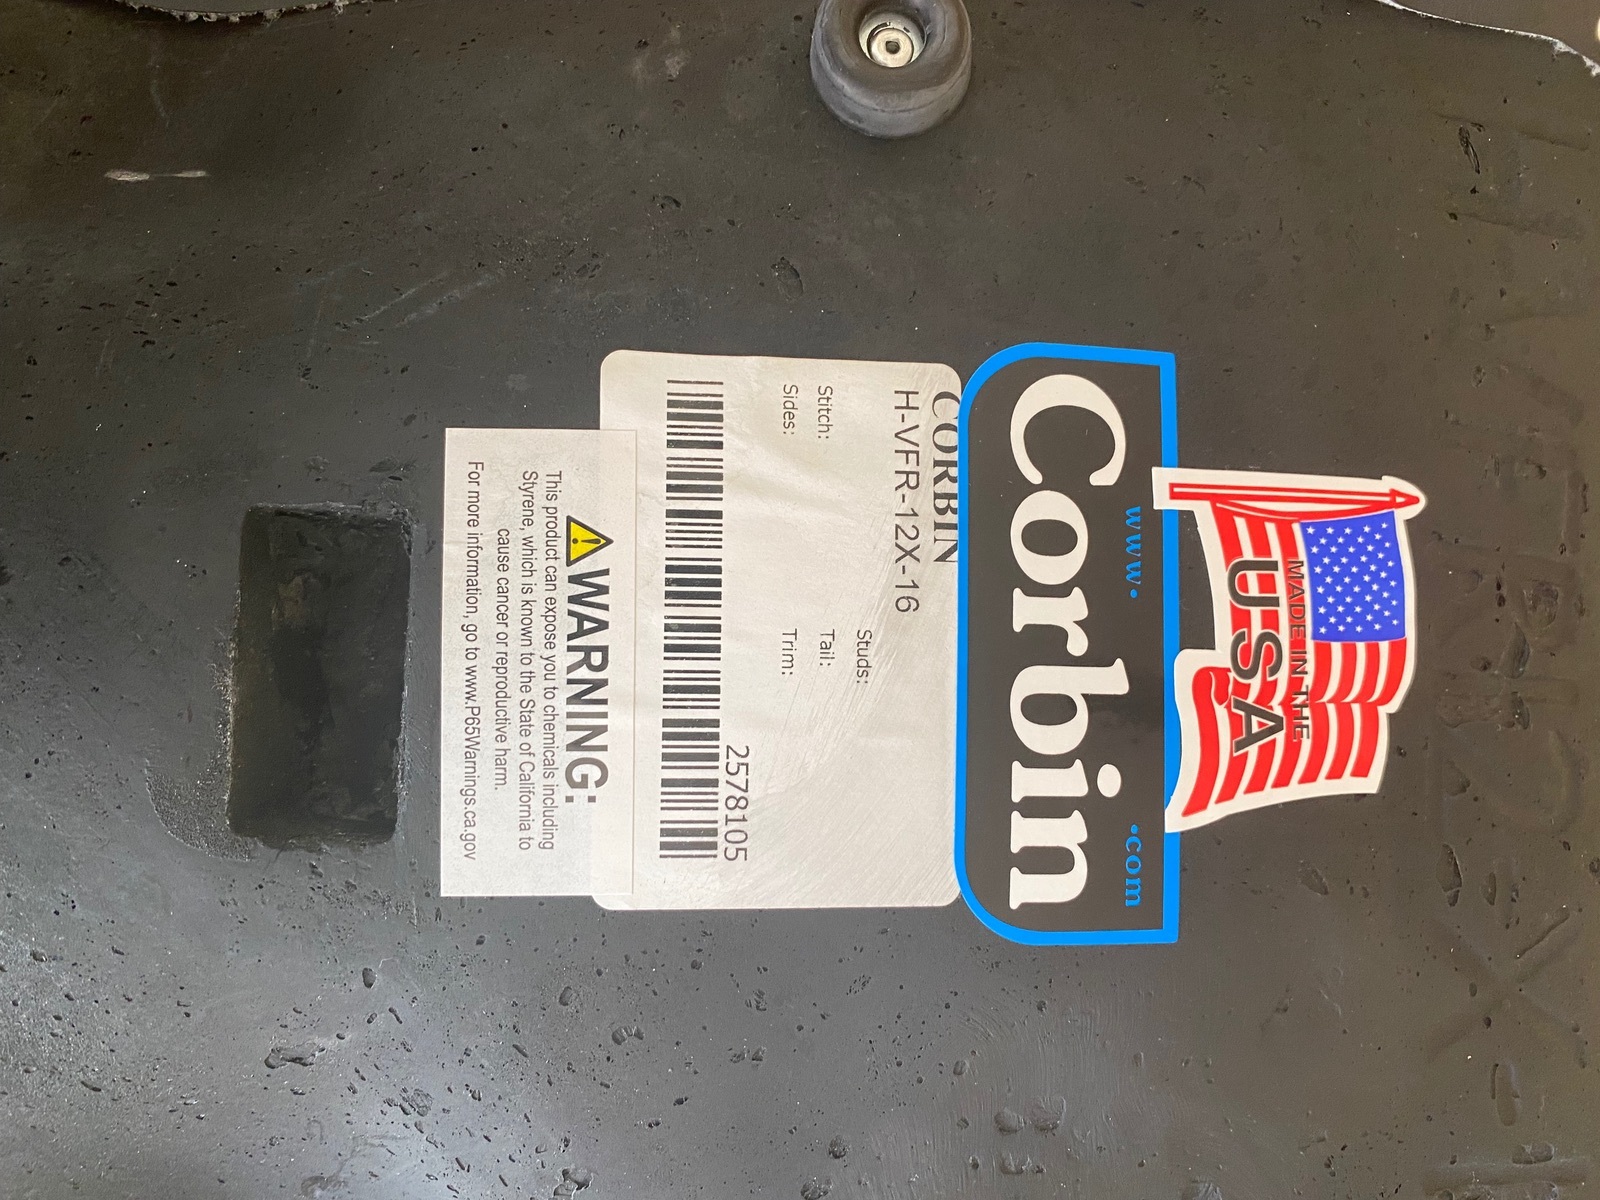 MADE IN THE
USA
www. .com
Corbin
CORBIN
H-VFR-12X-16
Studs:
Stitch: Tail:
Sides: Trim:
2578105
WARNING:
This product can expose you to chemicals including
Styrene, which is known to the State of California to
cause cancer or reproductive harm.
For more information, go to www.P65Warnings.ca.gov